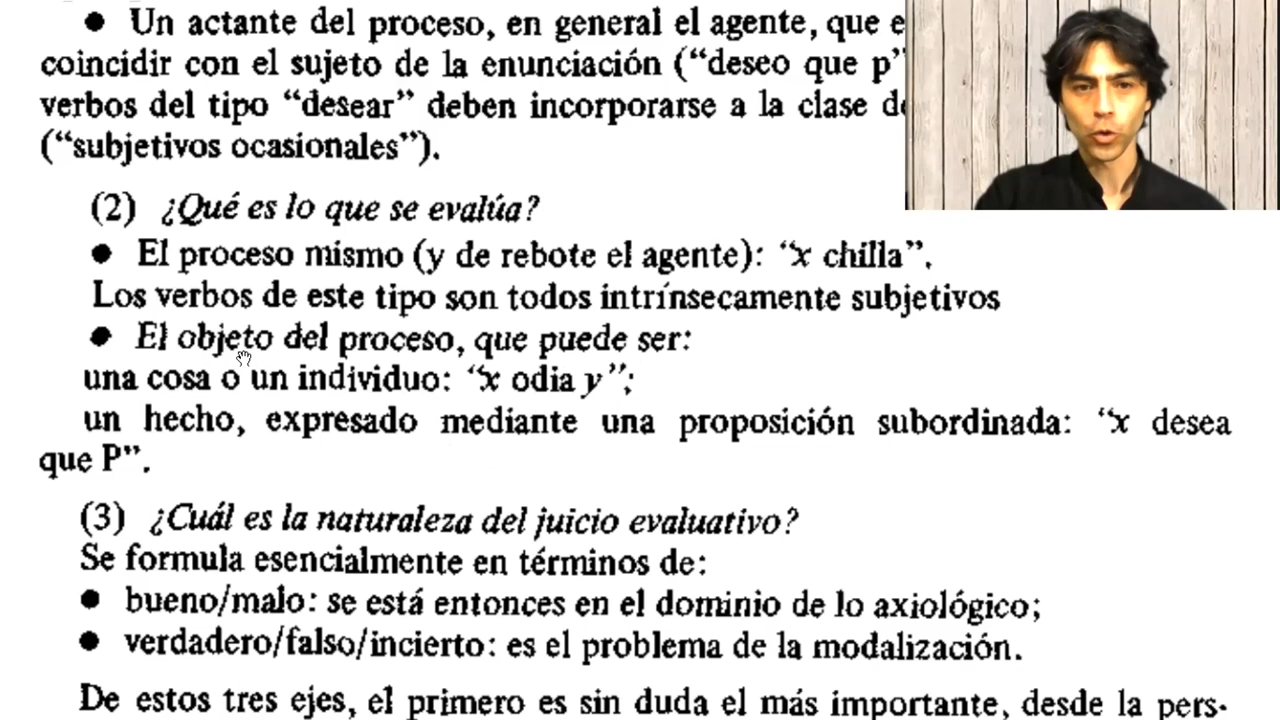 ● Un actante del proceso, en general el agente, que
coincidir con el sujeto de la enunciación (“deseo que p”
verbos del tipo “desear” deben incorporarse a la clase
(“subjetivos ocasionales”).
(2) ¿Qué es lo que se evalúa?
● El proceso mismo (y de rebote el agente): “x chilla”.
Los verbos de este tipo son todos intrínsecamente subjetivos
● El objeto del proceso, que puede ser:
una cosa o un individuo: “x odia y”;
un hecho, expresado mediante una proposición subordinada: “x desea
que P”.
(3) ¿Cuál es la naturaleza del juicio evaluativo?
Se formula esencialmente en términos de:
● bueno/malo: se está entonces en el dominio de lo axiológico;
● verdadero/falso/incierto: es el problema de la modalización.
De estos tres ejes, el primero es sin duda el más importante, desde la pers-